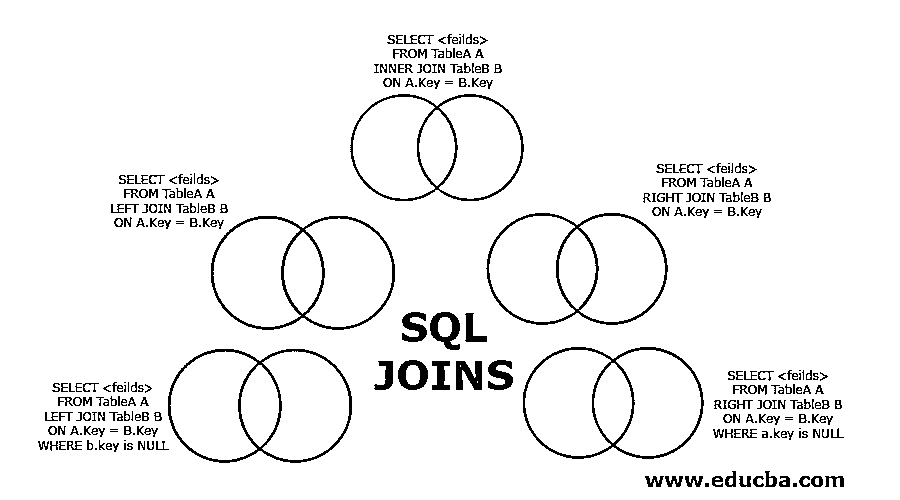 SELECT <feilds>
FROM TableA A
INNER JOIN TableB B
ON A.Key = B.Key
SELECT <feilds>
FROM TableA A
LEFT JOIN TableB B
ON A.Key = B.Key
SELECT <feilds>
FROM TableA A
RIGHT JOIN TableB B
ON A.Key = B.Key
SQL
JOINS
SELECT <feilds>
FROM TableA A
LEFT JOIN TableB B
ON A.Key = B.Key
WHERE b.key is NULL
SELECT <feilds>
FROM TableA A
RIGHT JOIN TableB B
ON A.Key = B.Key
WHERE a.key is NULL
www.educba.com